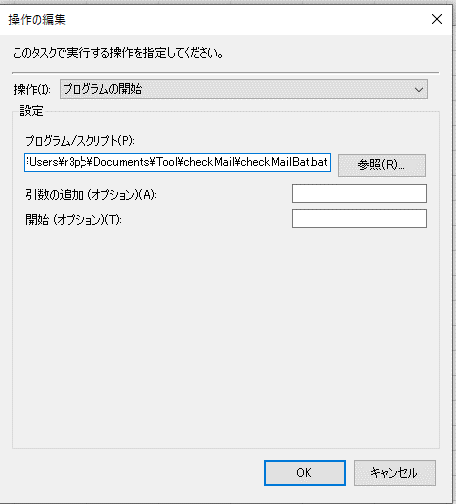 操作の編集
このタスクで実行する操作を指定してください。
操作(I): プログラムの開始
設定
プログラム/スクリプト(P):
:Users¥r3p¥Documents¥Tool¥checkMail¥checkMailBat.bat 参照(R)...
引数の追加 (オプション)(A):
開始 (オプション)(T):
OK キャンセル